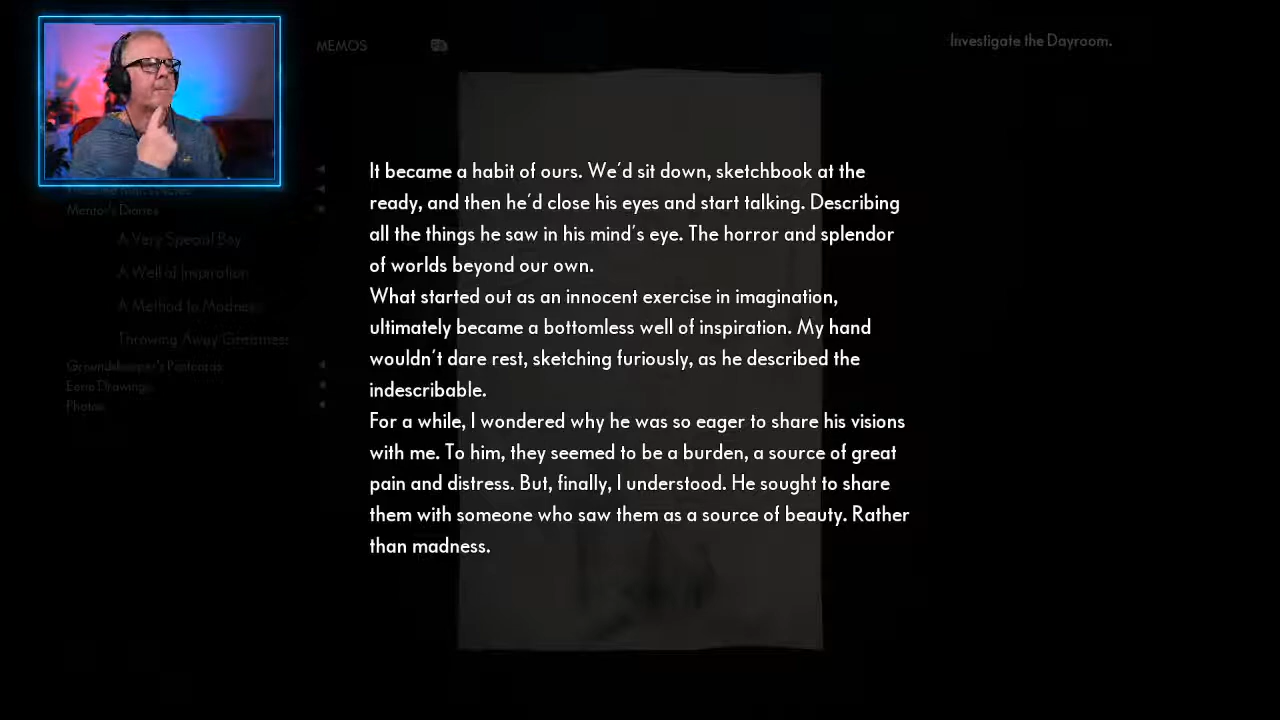 MEMOS
Investigate the Dayroom.
It became a habit of ours. We'd sit down, sketchbook at the
ready, and then he'd close his eyes and start talking. Describing
all the things he saw in his mind's eye. The horror and splendor
of worlds beyond our own.
What started out as an innocent exercise in imagination,
ultimately became a bottomless well of inspiration. My hand
wouldn't dare rest, sketching furiously, as he described the
indescribable.
For a while, I wondered why he was so eager to share his visions
with me. To him, they seemed to be a burden, a source of great
pain and distress. But, finally, I understood. He sought to share
them with someone who saw them as a source of beauty. Rather
than madness.
Mentor's Diaries
A Very Special Boy
A Well of Inspiration
A Method to Madness
Throwing Away Greatness
Groundskeeper's Postcards
Eerie Drawings
Photos